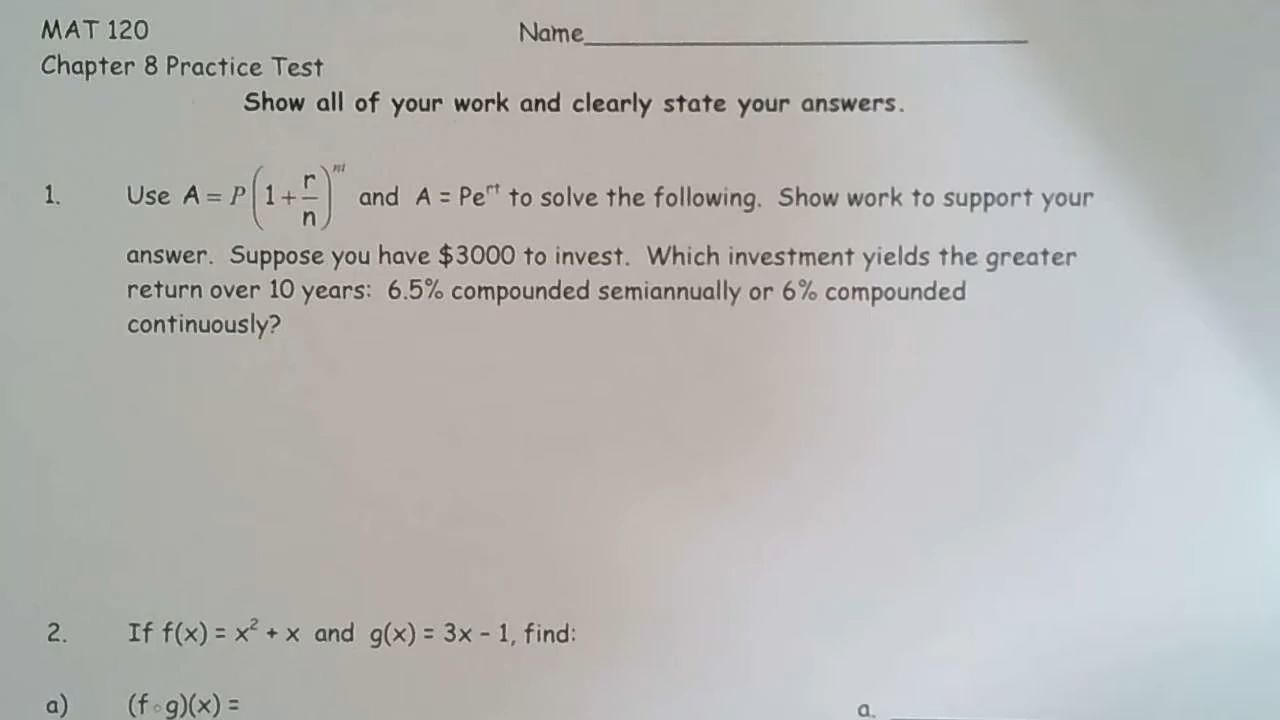 MAT 120 Name
Chapter 8 Practice Test
Show all of your work and clearly state your answers.
1. Use A = P(1 + r/n)^nt and A = Pe^rt to solve the following. Show work to support your
answer. Suppose you have $3000 to invest. Which investment yields the greater
return over 10 years: 6.5% compounded semiannually or 6% compounded
continuously?
2. If f(x) = x² + x and g(x) = 3x - 1, find:
a) (f∘g)(x) = a.